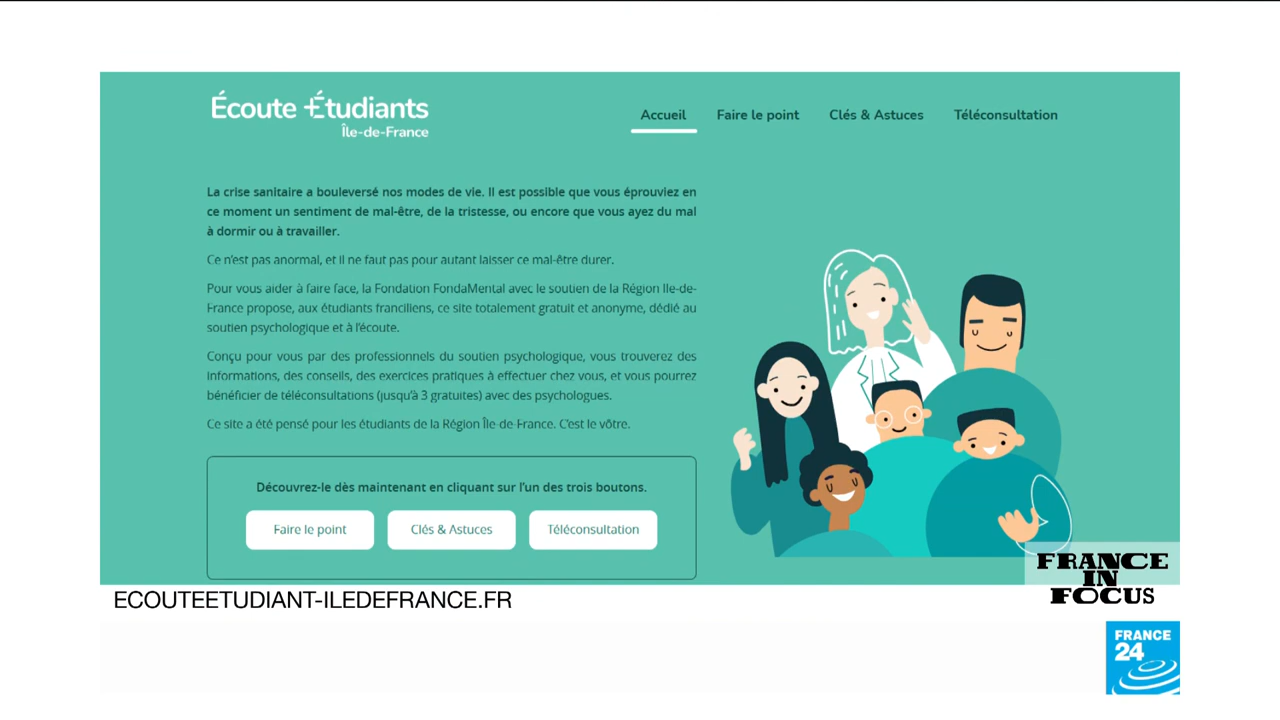 Écoute +Étudiants
Île-de-France
Accueil
Faire le point
Clés & Astuces
Téléconsultation
La crise sanitaire a bouleversé nos modes de vie. Il est possible que vous éprouviez en
ce moment un sentiment de mal-être, de la tristesse, ou encore que vous ayez du mal
à dormir ou à travailler.
Ce n'est pas anormal, et il ne faut pas pour autant laisser ce mal-être durer.
Pour vous aider à faire face, la Fondation FondaMental avec le soutien de la Région Ile-de-
France propose, aux étudiants franciliens, ce site totalement gratuit et anonyme, dédié au
soutien psychologique et à l'écoute.
Conçu pour vous par des professionnels du soutien psychologique, vous trouverez des
informations, des conseils, des exercices pratiques à effectuer chez vous, et vous pourrez
bénéficier de téléconsultations (jusqu'à 3 gratuites) avec des psychologues.
Ce site a été pensé pour les étudiants de la Région Île-de-France. C'est le vôtre.
Découvrez-le dès maintenant en cliquant sur l'un des trois boutons.
Faire le point
Clés & Astuces
Téléconsultation
FRANCE
IN
FOCUS
ECOUTEETUDIANT-ILEDEFRANCE.FR
FRANCE
24